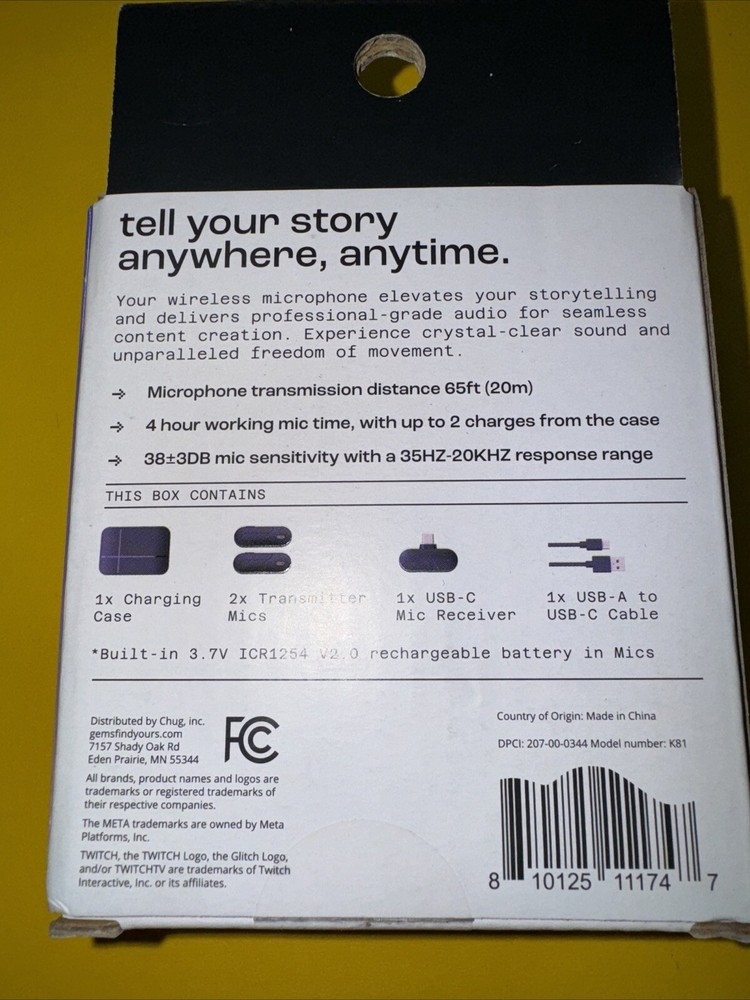 tell your story
anywhere, anytime.
Your wireless microphone elevates your storytelling
and delivers professional-grade audio for seamless
content creation. Experience crystal-clear sound and
unparalleled freedom of movement.
Microphone transmission distance 65ft (20m)
4 hour working mic time, with up to 2 charges from the case
38±3DB mic sensitivity with a 35HZ-20KHZ response range
THIS BOX CONTAINS
1x Charging
Case
2x Transmitter
Mics
1x USB-C
Mic Receiver
1x USB-A to
USB-C Cable
*Built-in 3.7V ICR1254 V2.0 rechargeable battery in Mics
Distributed by Chug, inc.
gemsfindyours.com
7157 Shady Oak Rd
Eden Prairie, MN 55344
FC
All brands, product names and logos are
trademarks or registered trademarks of
their respective companies.
The META trademarks are owned by Meta
Platforms, Inc.
TWITCH, the TWITCH Logo, the Glitch Logo,
and/or TWITCHTV are trademarks of Twitch
Interactive, Inc. or its affiliates.
Country of Origin: Made in China
DPCI: 207-00-0344 Model number: K81
8 10125 11174 7